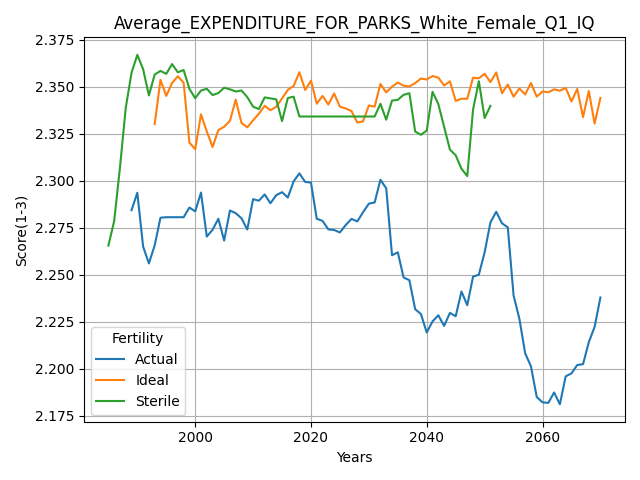 Average_EXPENDITURE_FOR_PARKS_White_Female_Q1_IQ
2.375
2.350
2.325
2.300
2.275
2.250
2.225
2.200
2.175
Score(1-3)
Fertility
Actual
Ideal
Sterile
2000
2020
2040
2060
Years